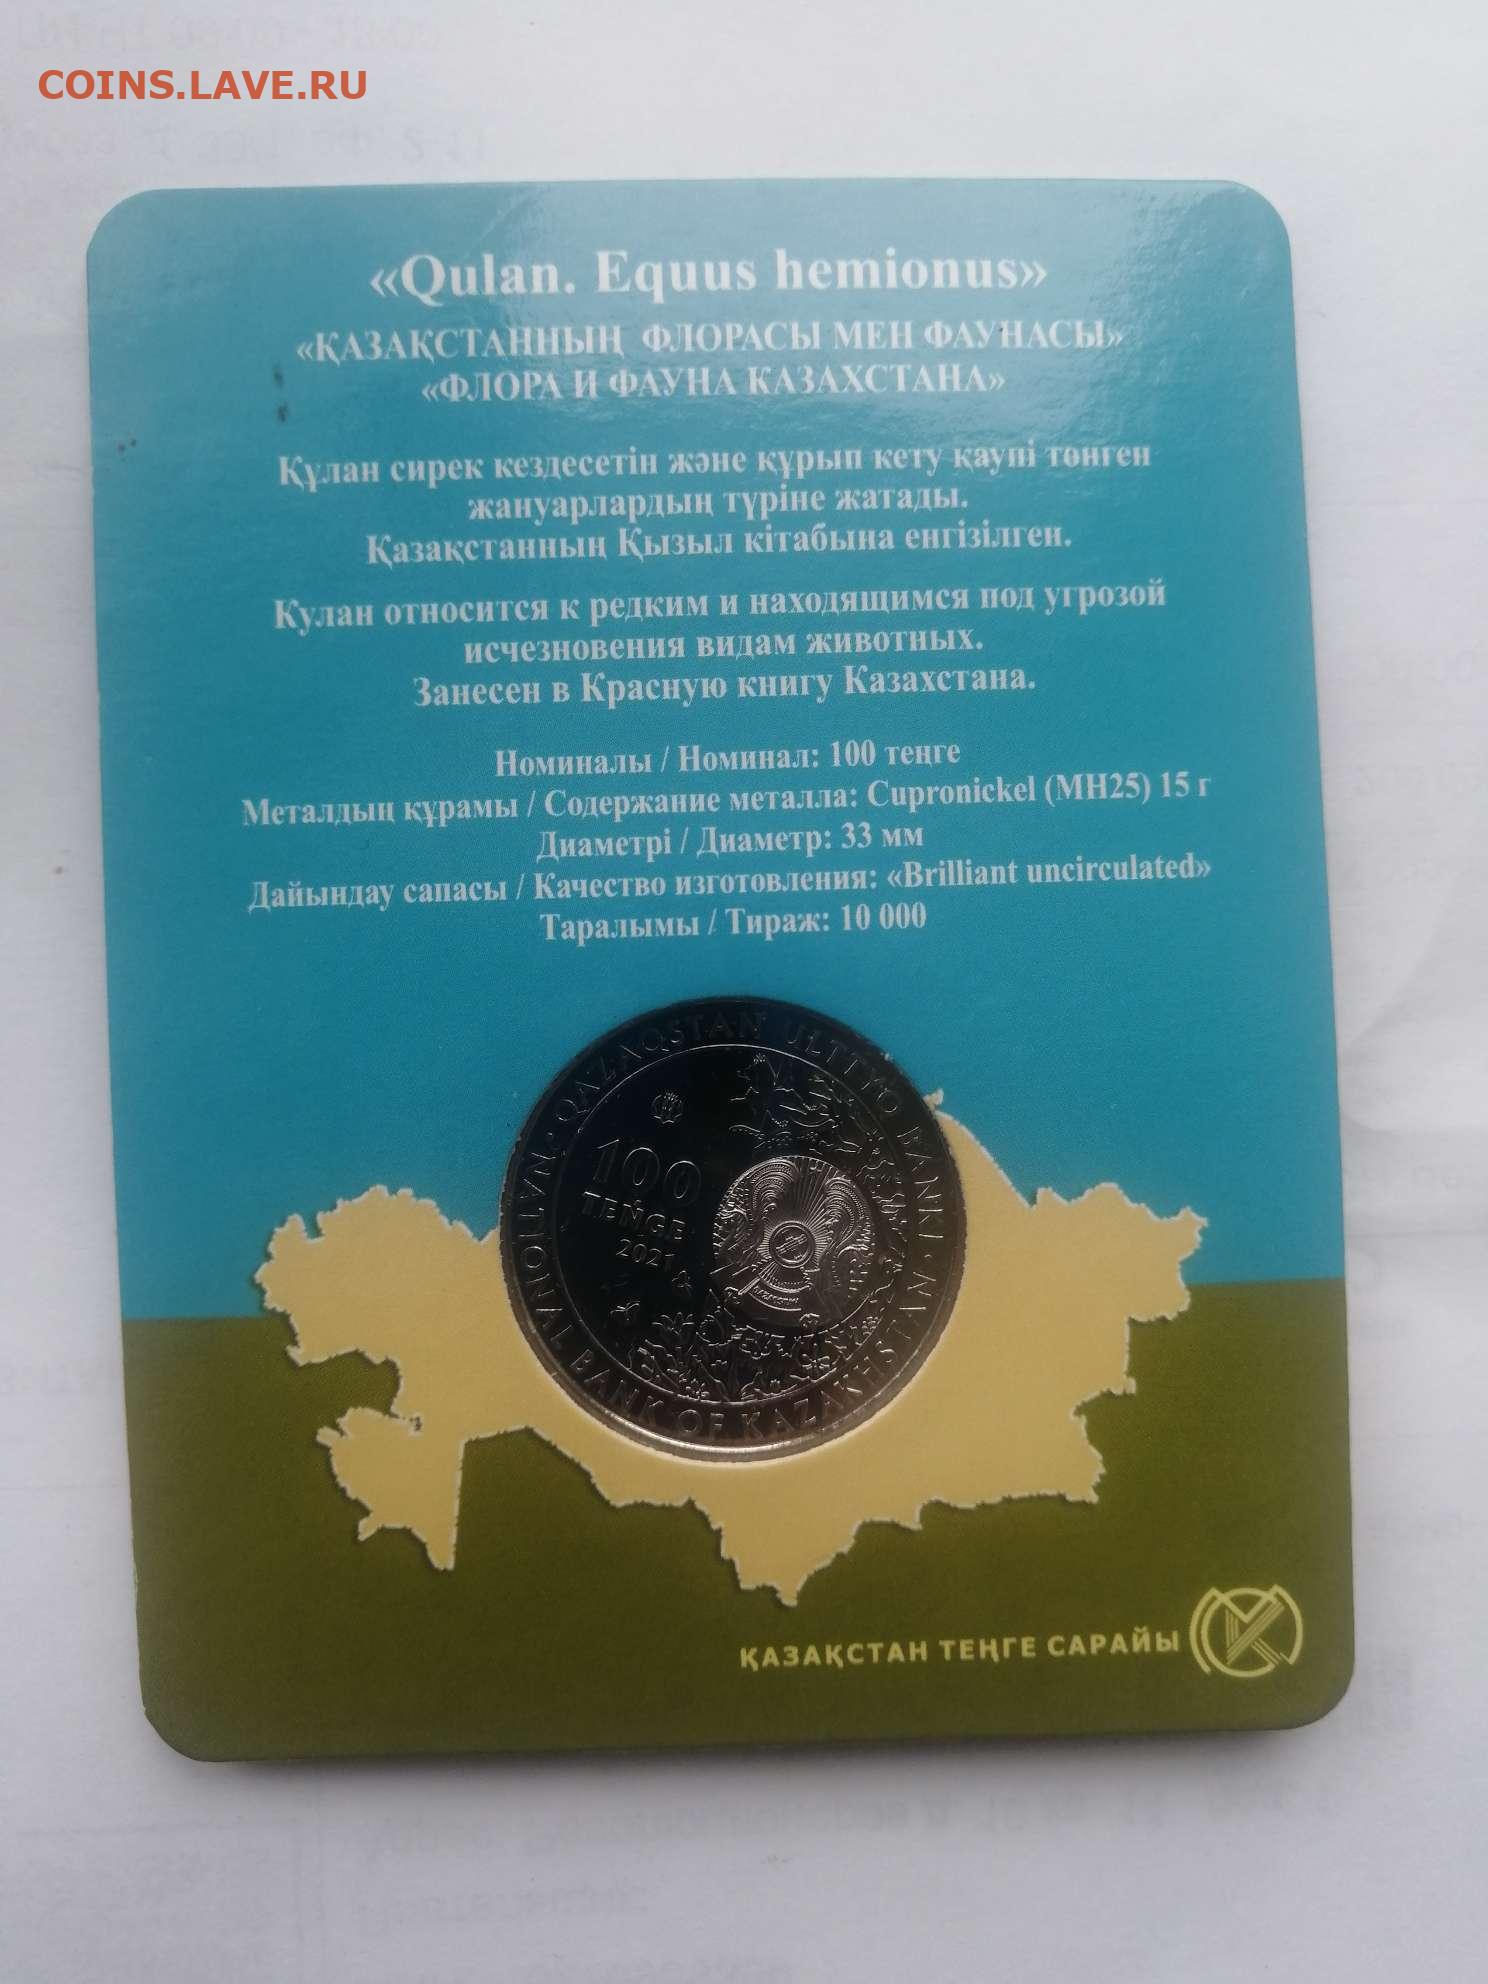 COINS.LAVE.RU
«Qulan. Equus hemionus»
«ҚАЗАҚСТАННЫҢ ФЛОРАСЫ МЕН ФАУНАСЫ»
«ФЛОРА И ФАУНА КАЗАХСТАНА»
Құлан сирек кездесетін және құрып кету қаупі төнген
жануарлардың түріне жатады.
Қазақстанның Қызыл кітабына енгізілген.
Кулан относится к редким и находящимся под угрозой
исчезновения видам животных.
Занесен в Красную книгу Казахстана.
Номиналы / Номинал: 100 теңге
Металдың құрамы / Содержание металла: Cupronickel (МН25) 15 г
Диаметрі / Диаметр: 33 мм
Дайындау сапасы / Качество изготовления: «Brilliant uncirculated»
Таралымы / Тираж: 10 000
QAZAQSTAN ULTTYQ BANKI
100
TEŃGE
2021
NATIONAL BANK OF KAZAKHSTAN
ҚАЗАҚСТАН ТЕҢГЕ САРАЙЫ